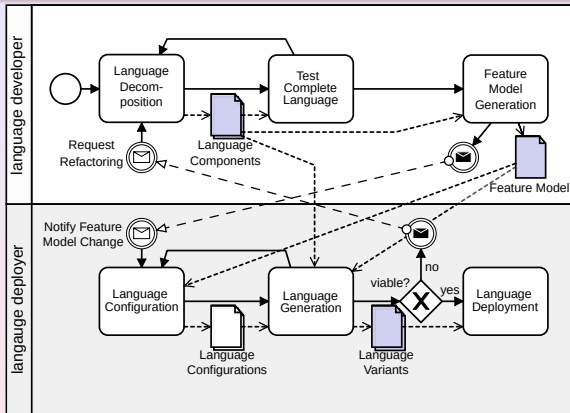 language developer
Language
Decom-
position
Test
Complete
Language
Feature
Model
Generation
Request
Refactoring
Language
Components
Feature Model
langauge deployer
Notify Feature
Model Change
Language
Configuration
Language
Generation
viable?
no
yes
Language
Deployment
Language
Configurations
Language
Variants